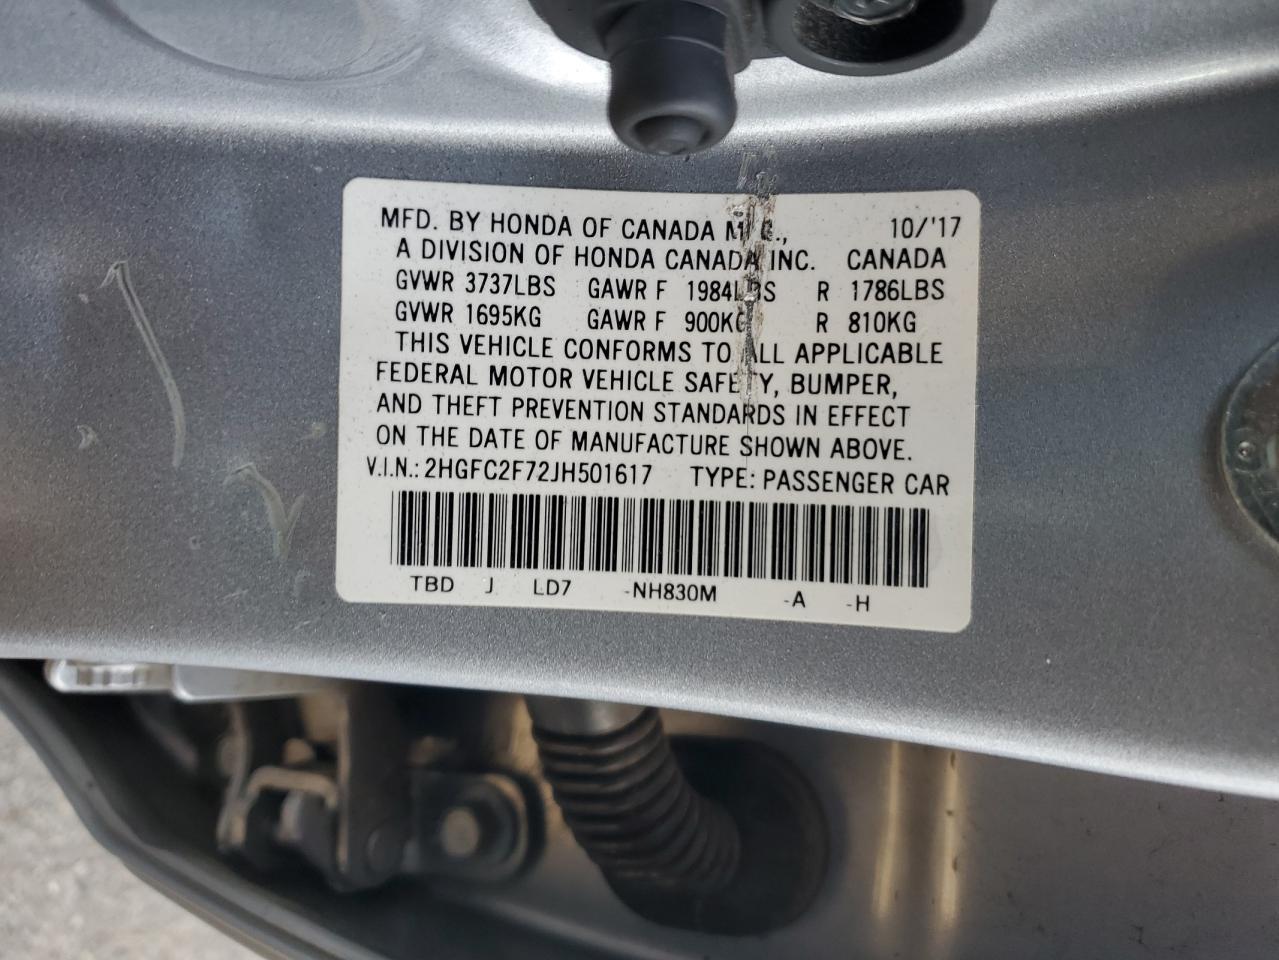 MFD. BY HONDA OF CANADA MFG., 10/'17
A DIVISION OF HONDA CANADA INC. CANADA
GVWR 3737LBS GAWR F 1984LBS R 1786LBS
GVWR 1695KG GAWR F 900KG R 810KG
THIS VEHICLE CONFORMS TO ALL APPLICABLE
FEDERAL MOTOR VEHICLE SAFETY, BUMPER,
AND THEFT PREVENTION STANDARDS IN EFFECT
ON THE DATE OF MANUFACTURE SHOWN ABOVE.
V.I.N.: 2HGFC2F72JH501617 TYPE: PASSENGER CAR
TBD J LD7 -NH830M -A -H